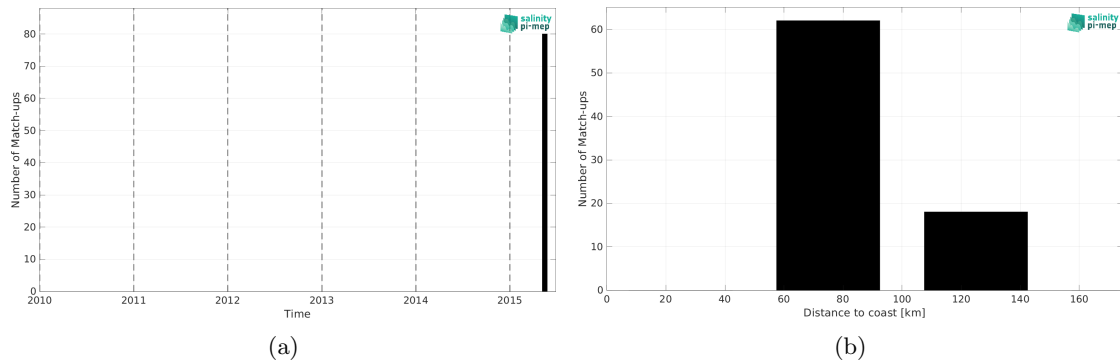 salinity
pi-mep
80
70
60
50
40
30
20
10
0
Number of Match-ups
2010 2011 2012 2013 2014 2015
Time
(a)
salinity
pi-mep
60
50
40
30
20
10
0
Number of Match-ups
0 20 40 60 80 100 120 140 160
Distance to coast [km]
(b)